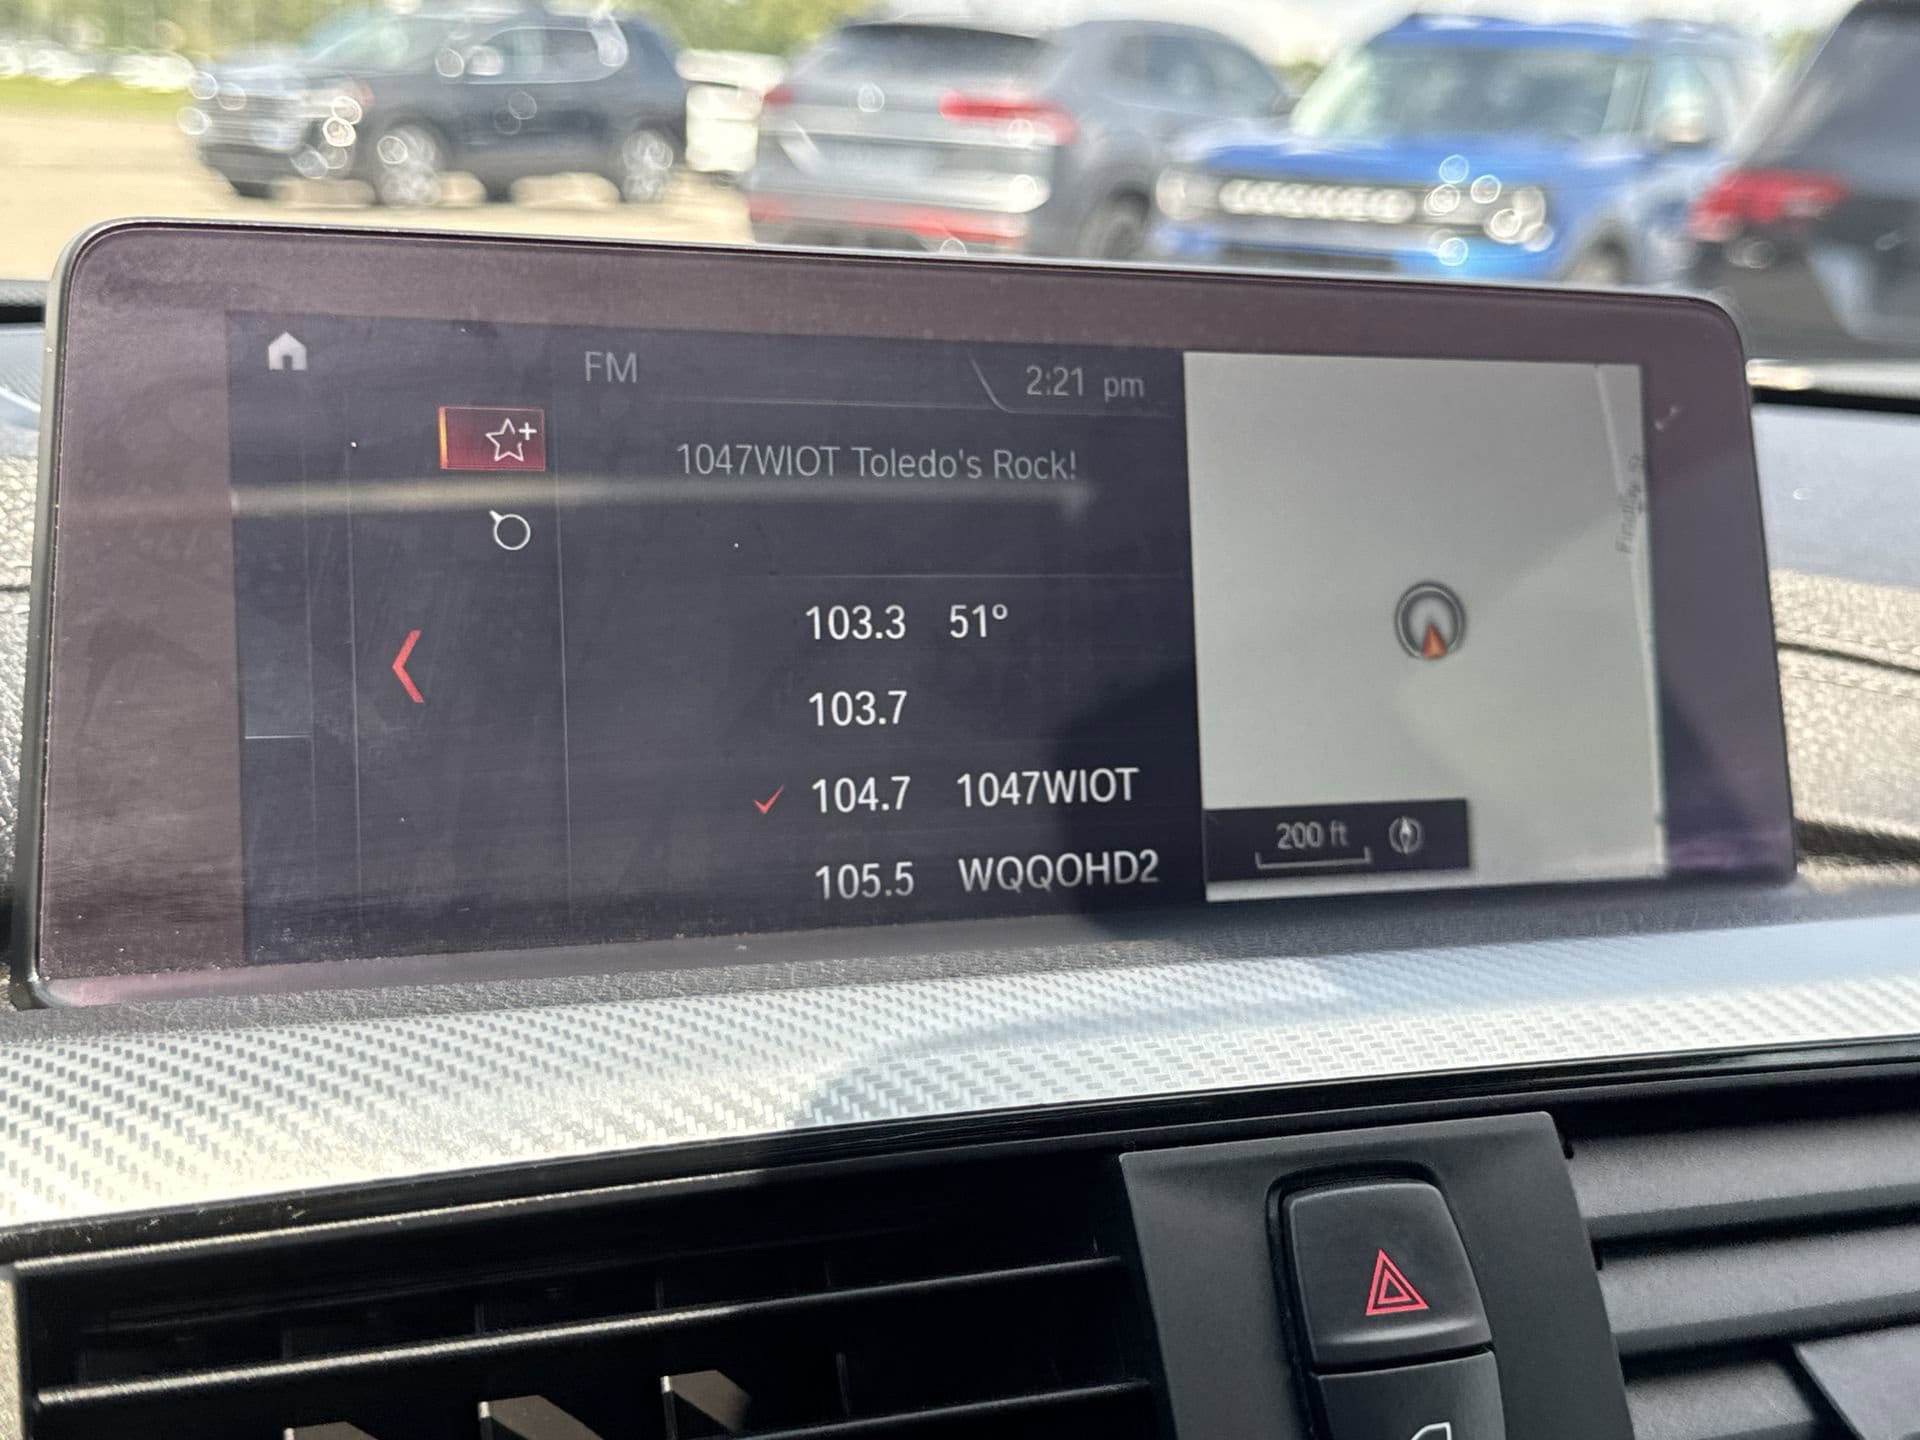 FM
2:21 pm
1047WIOT Toledo's Rock!
103.3 51°
103.7
104.7 1047WIOT
105.5 WQQOHD2
200 ft